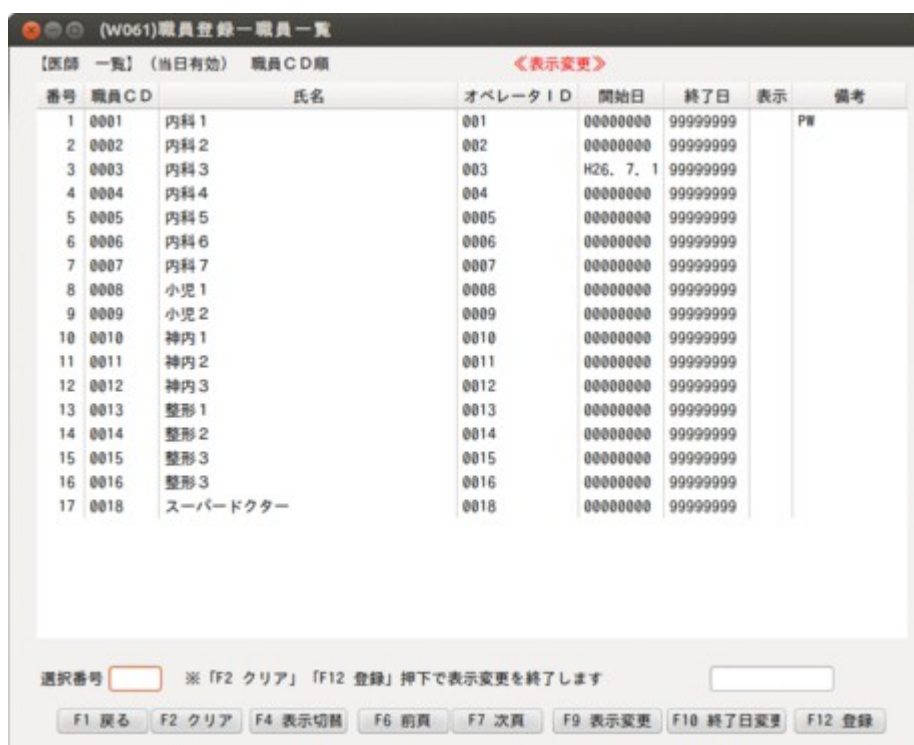 (W061)職員登録ー職員一覧
【医師 一覧】 (当日有効) 職員CD順 ≪表示変更≫
番号 職員CD 氏名 オペレータID 開始日 終了日 表示 備考
1 0001 内科1 001 00000000 99999999 PW
2 0002 内科2 002 00000000 99999999
3 0003 内科3 003 H26. 7. 1 99999999
4 0004 内科4 004 00000000 99999999
5 0005 内科5 0005 00000000 99999999
6 0006 内科6 0006 00000000 99999999
7 0007 内科7 0007 00000000 99999999
8 0008 小児1 0008 00000000 99999999
9 0009 小児2 0009 00000000 99999999
10 0010 神内1 0010 00000000 99999999
11 0011 神内2 0011 00000000 99999999
12 0012 神内3 0012 00000000 99999999
13 0013 整形1 0013 00000000 99999999
14 0014 整形2 0014 00000000 99999999
15 0015 整形3 0015 00000000 99999999
16 0016 整形3 0016 00000000 99999999
17 0018 スーパードクター 0018 00000000 99999999
選択番号 ※「F2 クリア」「F12 登録」押下で表示変更を終了します
F1 戻る F2 クリア F4 表示切替 F6 前頁 F7 次頁 F9 表示変更 F10 終了日変更 F12 登録